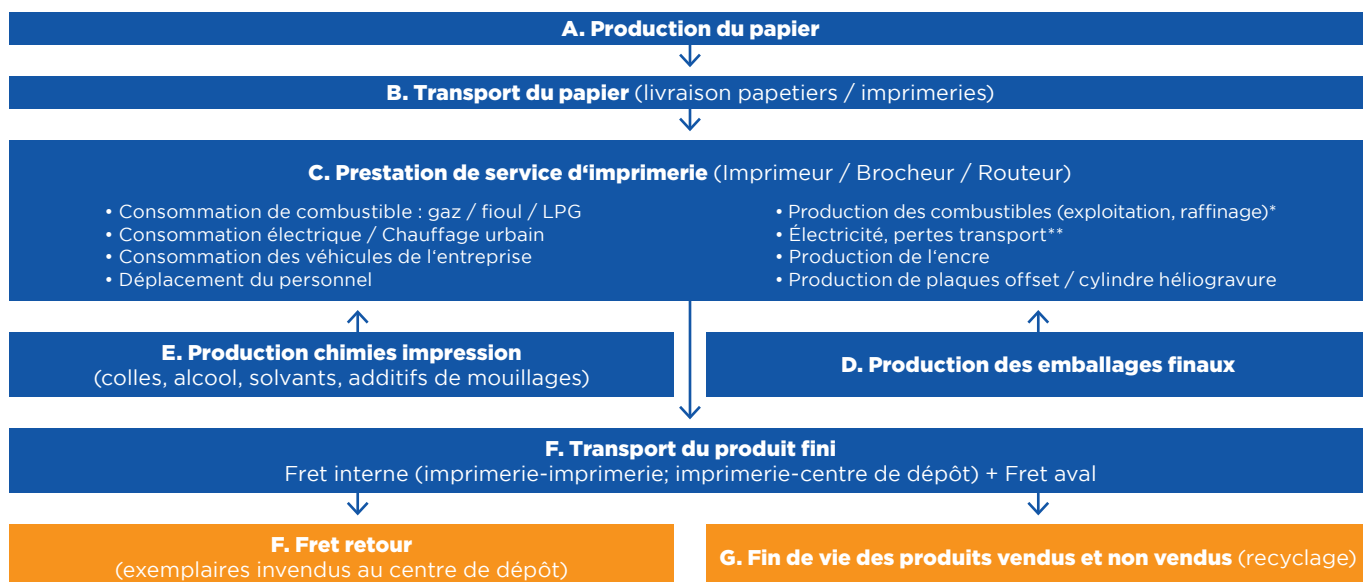 A. Production du papier
B. Transport du papier (livraison papetiers / imprimeries)
C. Prestation de service d‘imprimerie (Imprimeur / Brocheur / Routeur)
• Consommation de combustible : gaz / fioul / LPG
• Consommation électrique / Chauffage urbain
• Consommation des véhicules de l‘entreprise
• Déplacement du personnel
• Production des combustibles (exploitation, raffinage)*
• Électricité, pertes transport**
• Production de l‘encre
• Production de plaques offset / cylindre héliogravure
E. Production chimies impression
(colles, alcool, solvants, additifs de mouillages)
D. Production des emballages finaux
F. Transport du produit fini
Fret interne (imprimerie-imprimerie; imprimerie-centre de dépôt) + Fret aval
F. Fret retour
(exemplaires invendus au centre de dépôt)
G. Fin de vie des produits vendus et non vendus (recyclage)